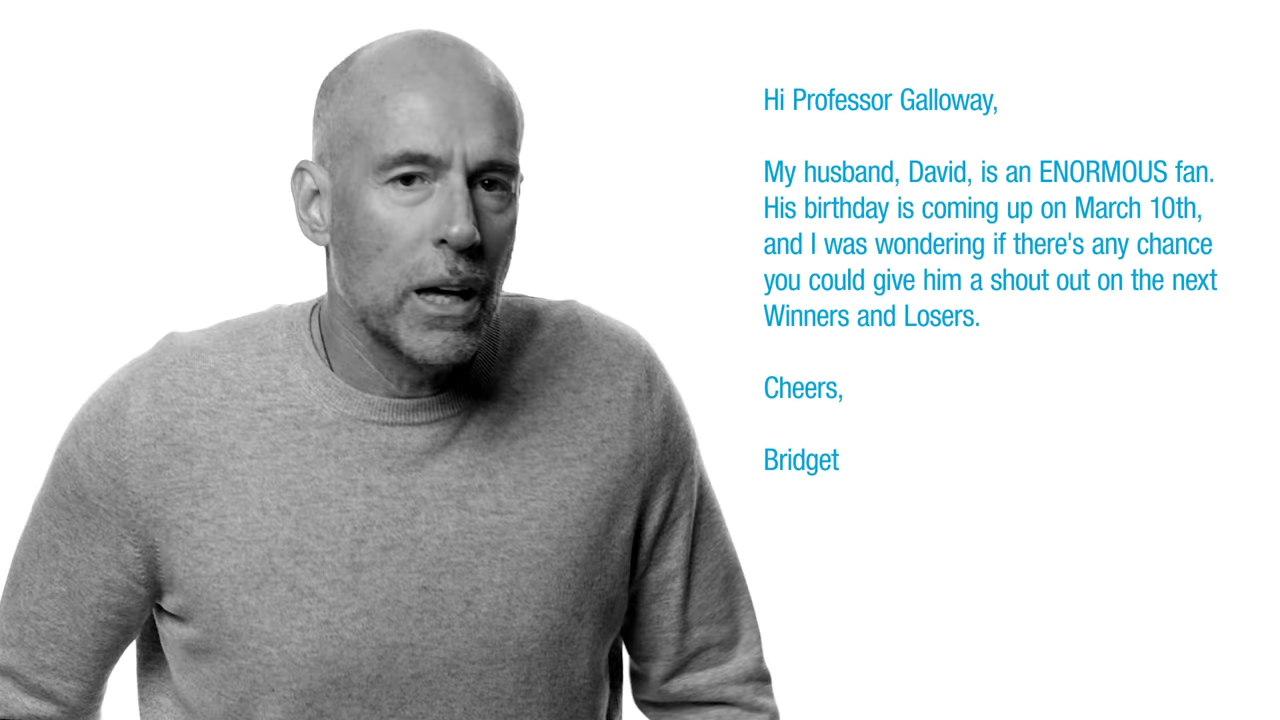 Hi Professor Galloway,
My husband, David, is an ENORMOUS fan.
His birthday is coming up on March 10th,
and I was wondering if there's any chance
you could give him a shout out on the next
Winners and Losers.
Cheers,
Bridget